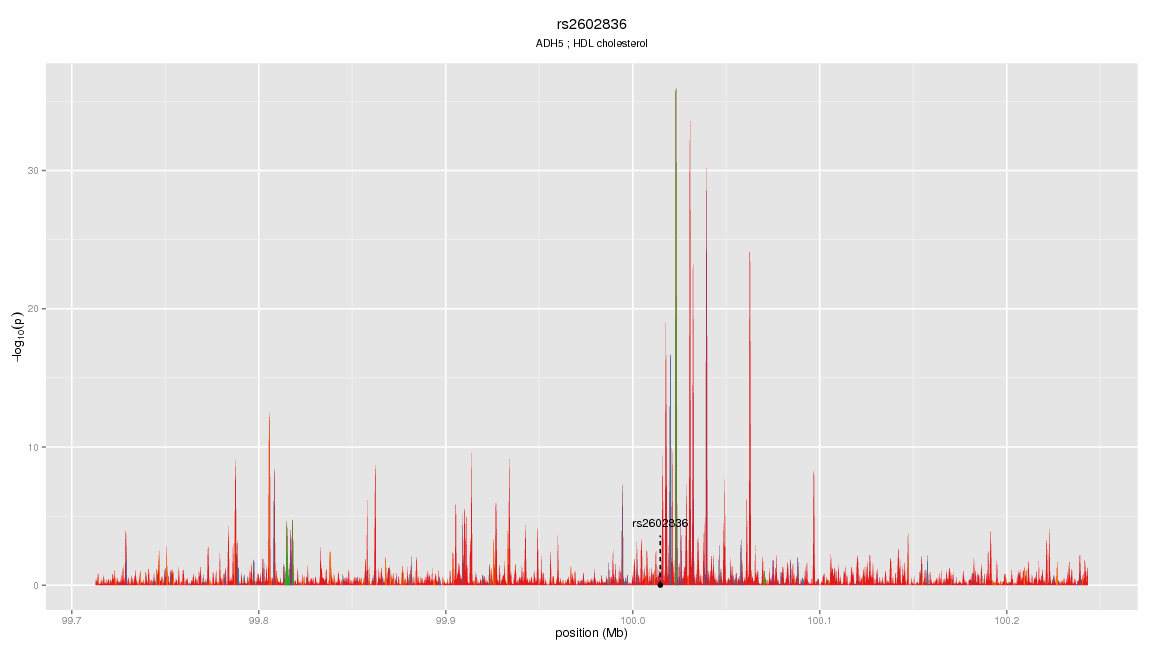 rs2602836
ADH5 ; HDL cholesterol
−log10(p)
30
20
10
0
rs2602836
99.7 99.8 99.9 100.0 100.1 100.2
position (Mb)